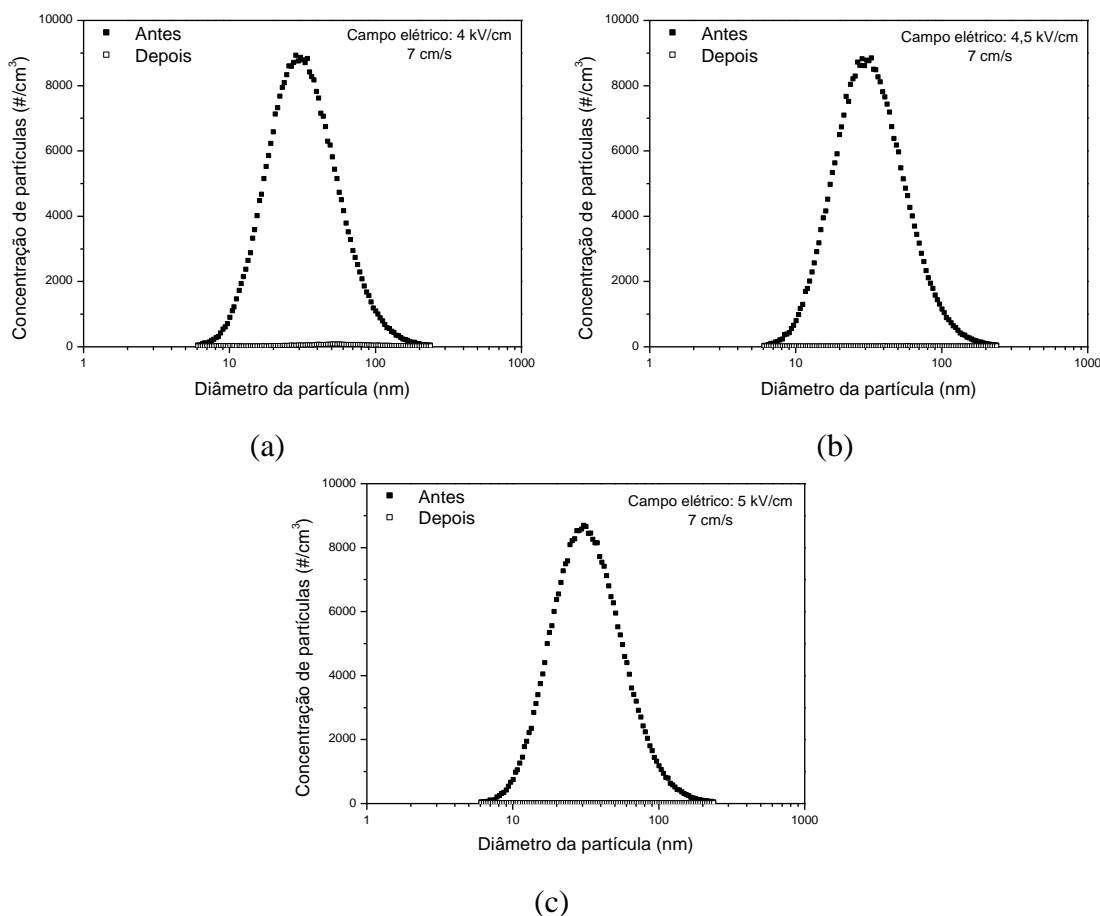 10000
8000
6000
4000
2000
0
Concentração de partículas (#/cm³)
Antes
Depois
Campo elétrico: 4 kV/cm
7 cm/s
1 10 100 1000
Diâmetro da partícula (nm)
(a)
10000
8000
6000
4000
2000
0
Concentração de partículas (#/cm³)
Antes
Depois
Campo elétrico: 4,5 kV/cm
7 cm/s
1 10 100 1000
Diâmetro da partícula (nm)
(b)
10000
8000
6000
4000
2000
0
Concentração de partículas (#/cm³)
Antes
Depois
Campo elétrico: 5 kV/cm
7 cm/s
1 10 100 1000
Diâmetro da partícula (nm)
(c)